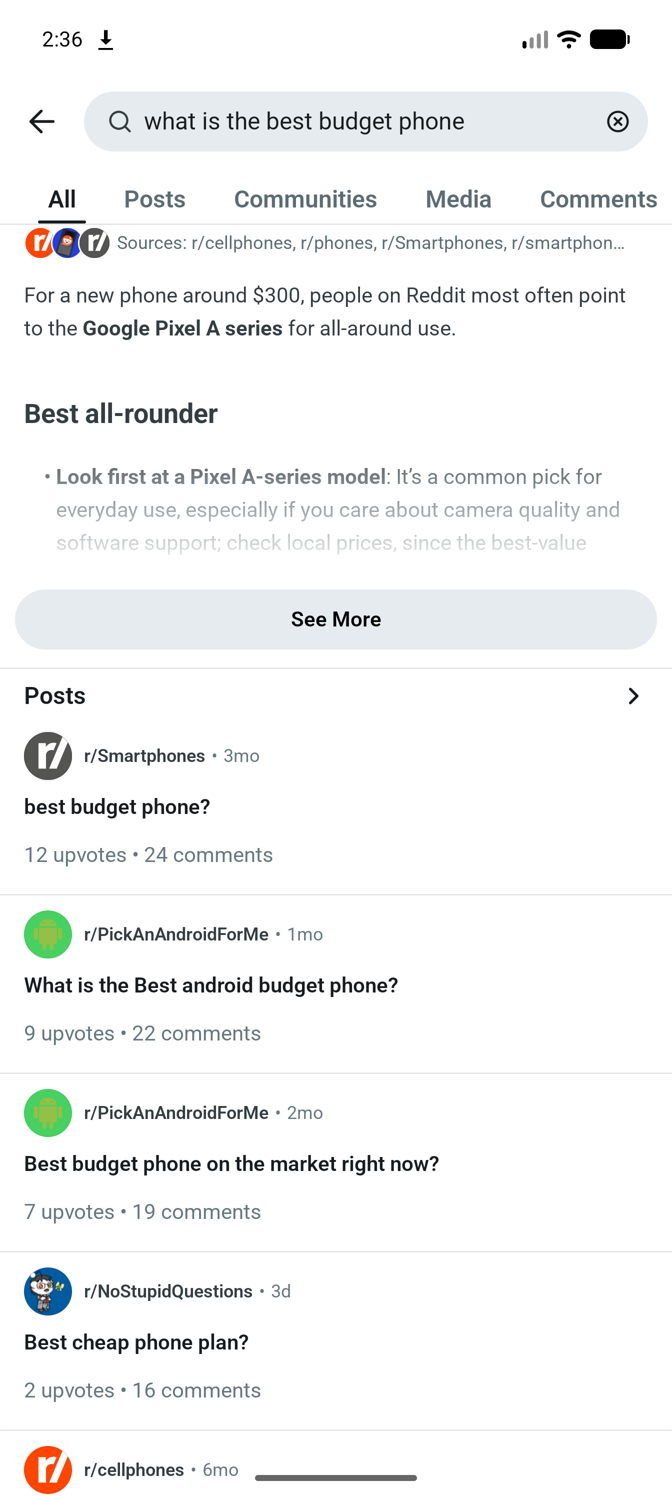 2:36
what is the best budget phone
All Posts Communities Media Comments
Sources: r/cellphones, r/phones, r/Smartphones, r/smartphon...
For a new phone around $300, people on Reddit most often point
to the Google Pixel A series for all-around use.
Best all-rounder
• Look first at a Pixel A-series model: It’s a common pick for
everyday use, especially if you care about camera quality and
software support; check local prices, since the best-value
See More
Posts
r/Smartphones • 3mo
best budget phone?
12 upvotes • 24 comments
r/PickAnAndroidForMe • 1mo
What is the Best android budget phone?
9 upvotes • 22 comments
r/PickAnAndroidForMe • 2mo
Best budget phone on the market right now?
7 upvotes • 19 comments
r/NoStupidQuestions • 3d
Best cheap phone plan?
2 upvotes • 16 comments
r/cellphones • 6mo